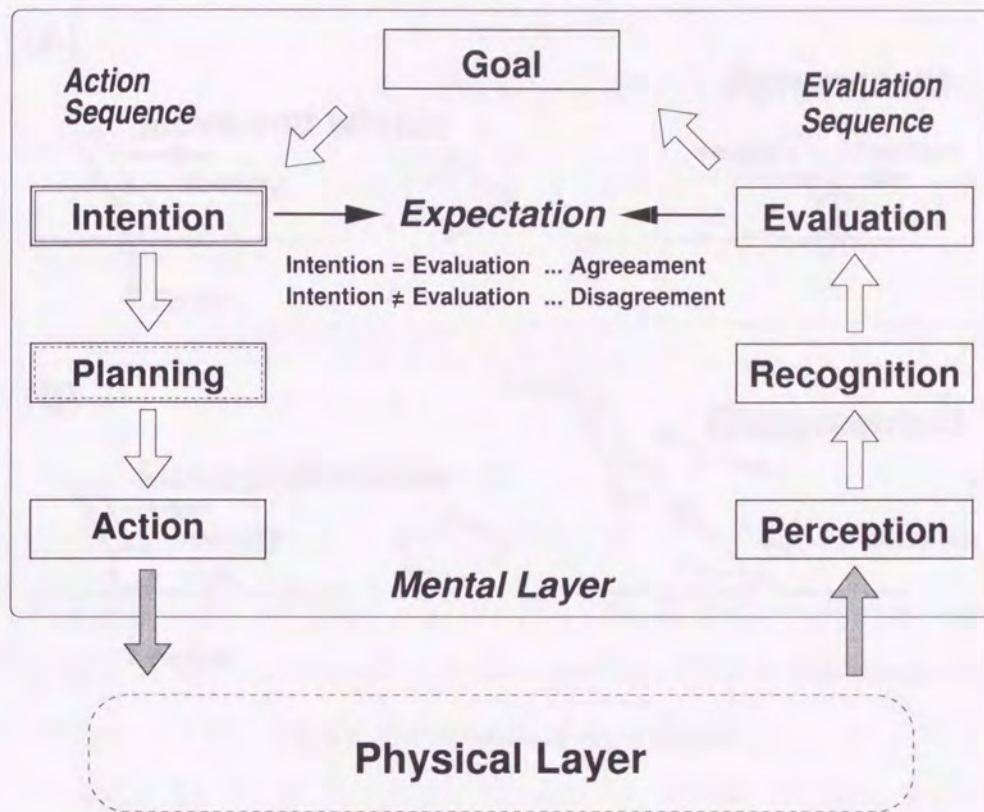 Goal
Action
Sequence
Evaluation
Sequence
Intention
Expectation
Evaluation
Intention = Evaluation ... Agreeament
Intention ≠ Evaluation ... Disagreement
Planning
Recognition
Action
Perception
Mental Layer
Physical Layer